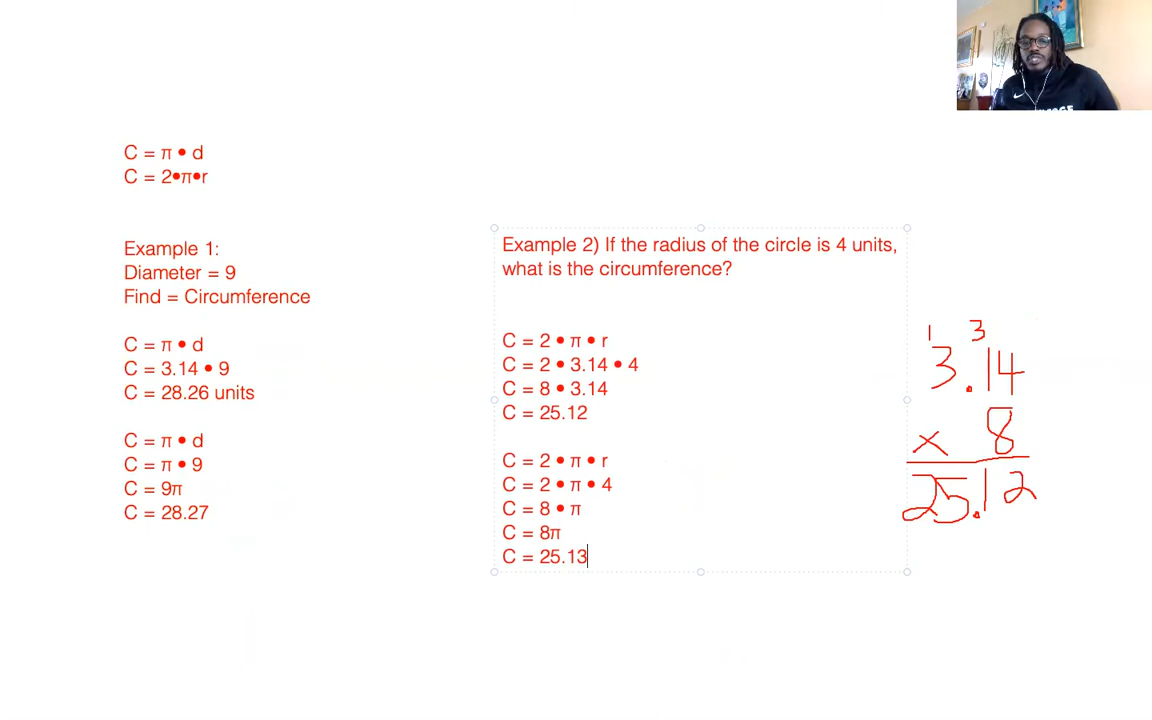 C = π • d
C = 2•π•r
Example 1:
Diameter = 9
Find = Circumference
C = π • d
C = 3.14 • 9
C = 28.26 units
C = π • d
C = π • 9
C = 9π
C = 28.27
Example 2) If the radius of the circle is 4 units,
what is the circumference?
C = 2 • π • r
C = 2 • 3.14 • 4
C = 8 • 3.14
C = 25.12
C = 2 • π • r
C = 2 • π • 4
C = 8 • π
C = 8π
C = 25.13
1 3
3.14
x 8
25.12